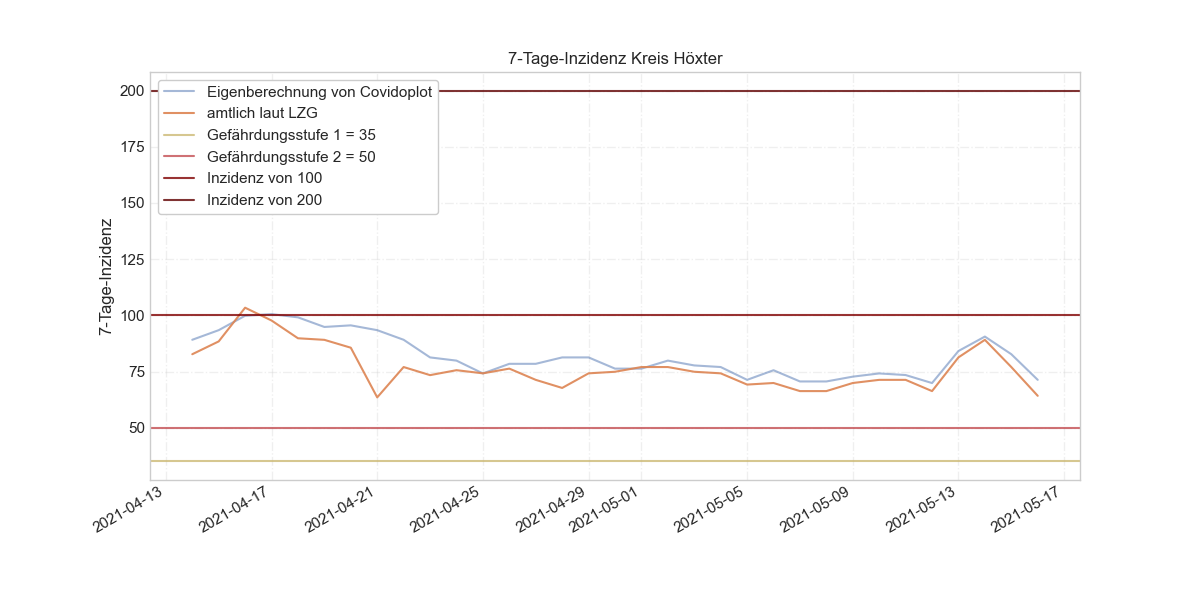 7-Tage-Inzidenz Kreis Höxter
Eigenberechnung von Covidoplot
amtlich laut LZG
Gefährdungsstufe 1 = 35
Gefährdungsstufe 2 = 50
Inzidenz von 100
Inzidenz von 200
7-Tage-Inzidenz
200
175
150
125
100
75
50
2021-04-13
2021-04-17
2021-04-21
2021-04-25
2021-04-29
2021-05-01
2021-05-05
2021-05-09
2021-05-13
2021-05-17